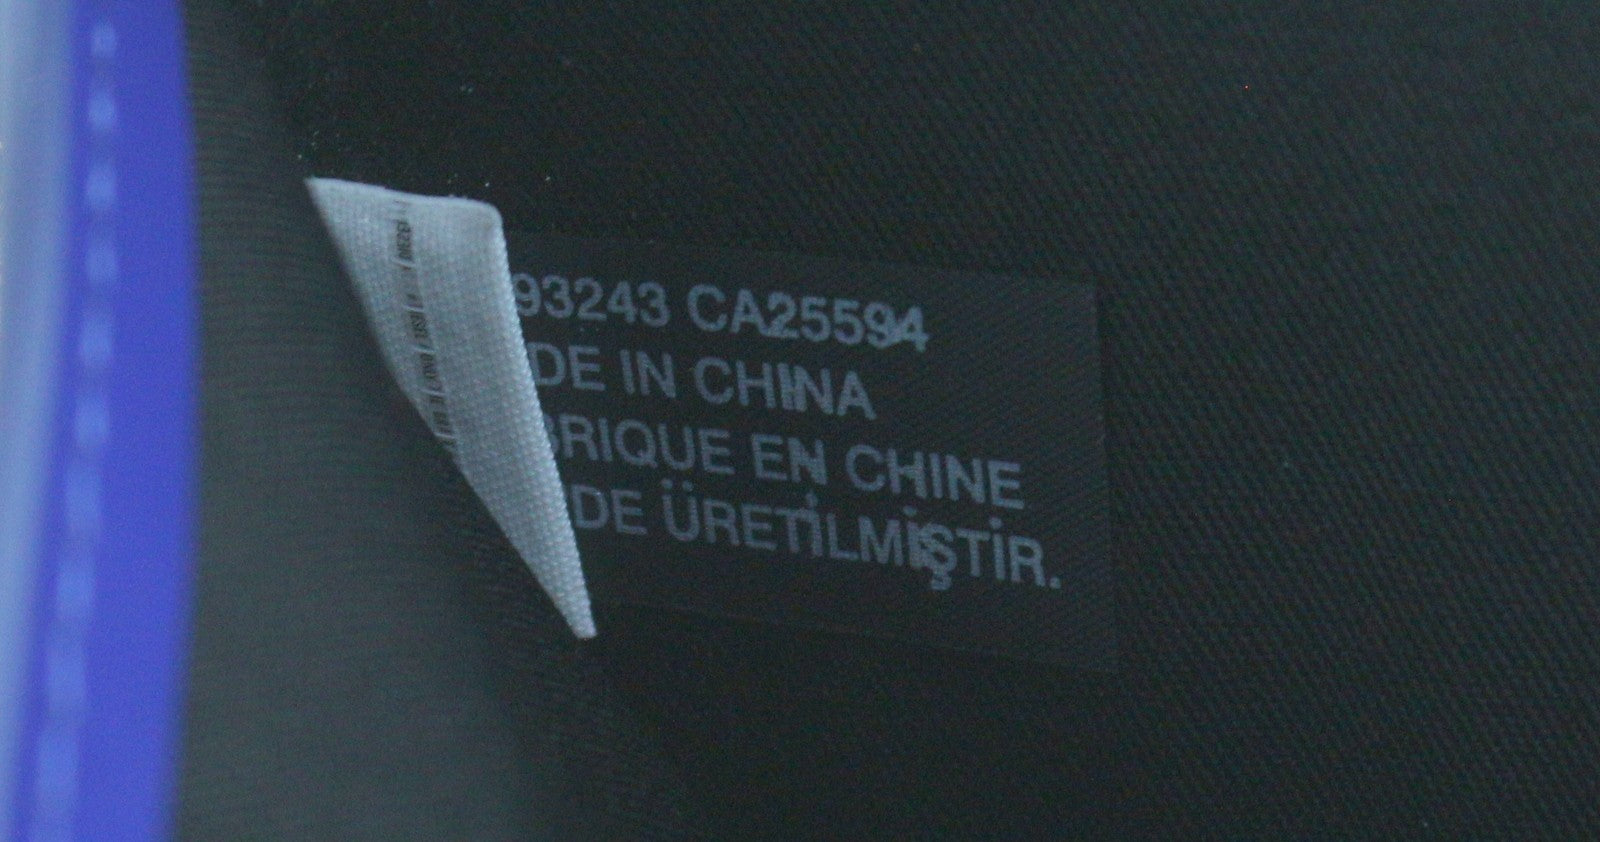 93243 CA25594
DE IN CHINA
BRIQUE EN CHINE
DE ÜRETİLMİŞTİR.